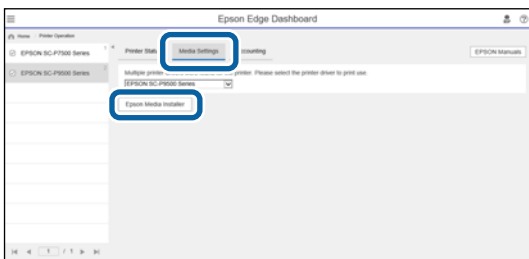 Epson Edge Dashboard
Home Printer Operation
EPSON SC-P7500 Series
EPSON SC-P9500 Series
Printer Stat Media Settings counting
EPSON Manuals
Multiple printer for printer. Please select the printer driver to print use.
EPSON SC-P9500 Series
Epson Media Installer
1 / 1